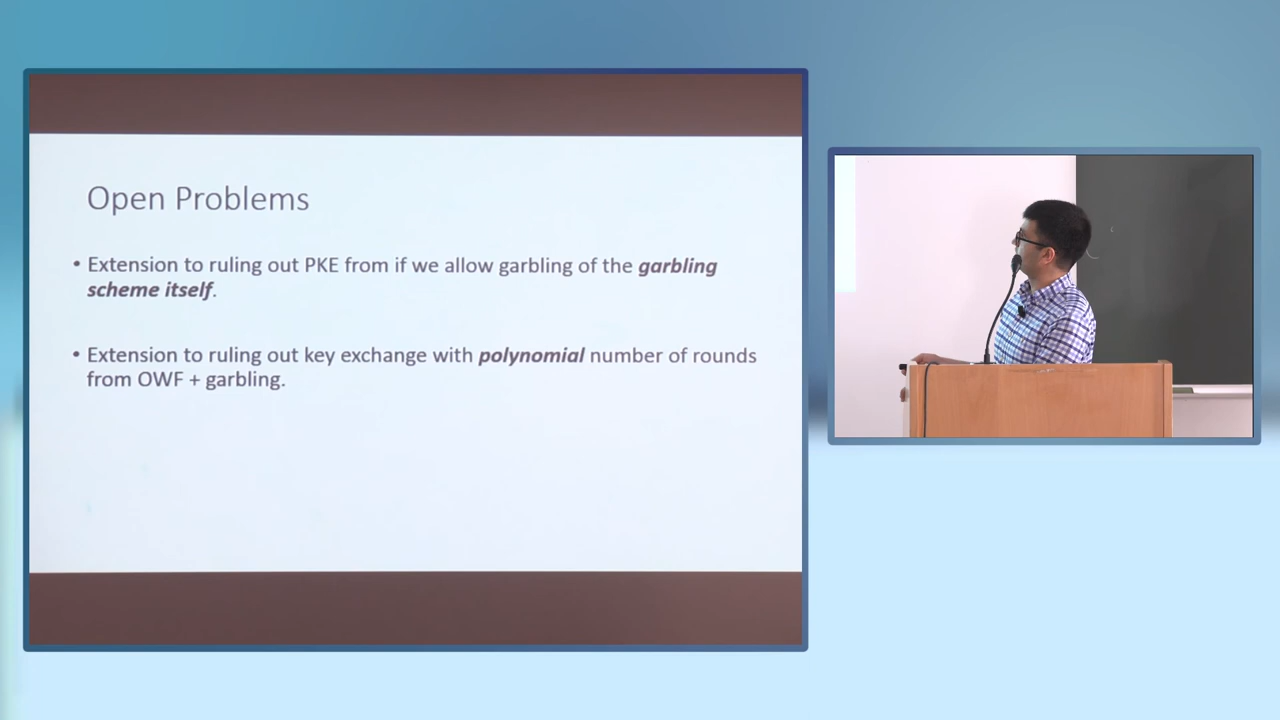 Open Problems
• Extension to ruling out PKE from if we allow garbling of the garbling
scheme itself.
• Extension to ruling out key exchange with polynomial number of rounds
from OWF + garbling.